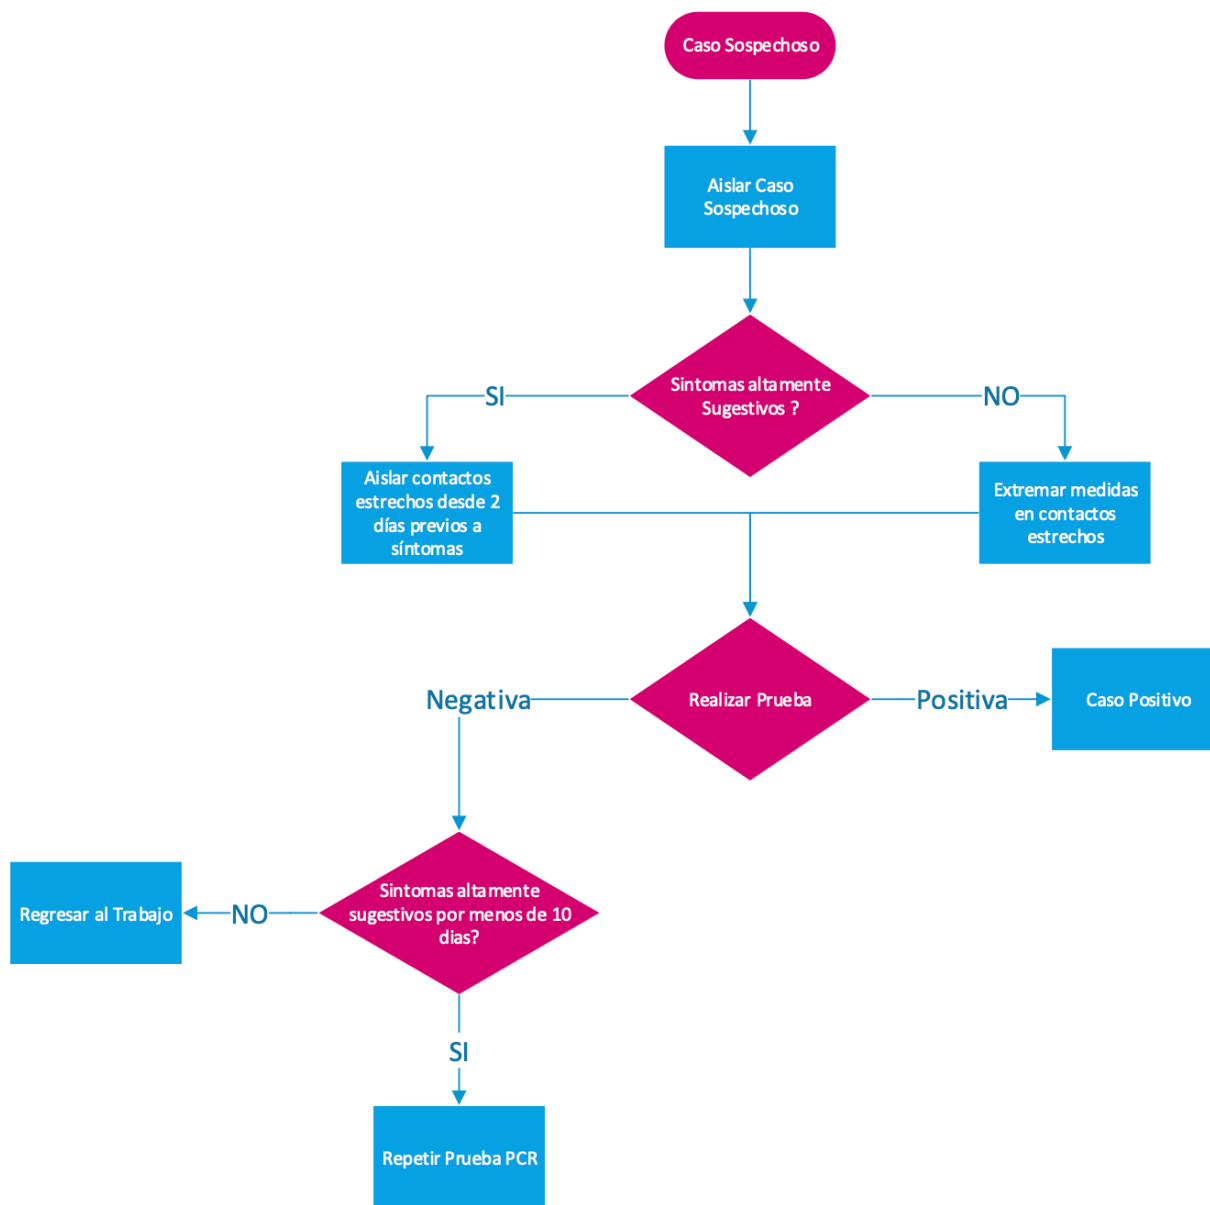 Caso Sospechoso
Aislar Caso
Sospechoso
Sintomas altamente
Sugestivos ?
SI
NO
Aislar contactos
estrechos desde 2
días previos a
síntomas
Extremar medidas
en contactos
estrechos
Realizar Prueba
Negativa
Positiva
Caso Positivo
Sintomas altamente
sugestivos por menos de 10
dias?
NO
Regresar al Trabajo
SI
Repetir Prueba PCR